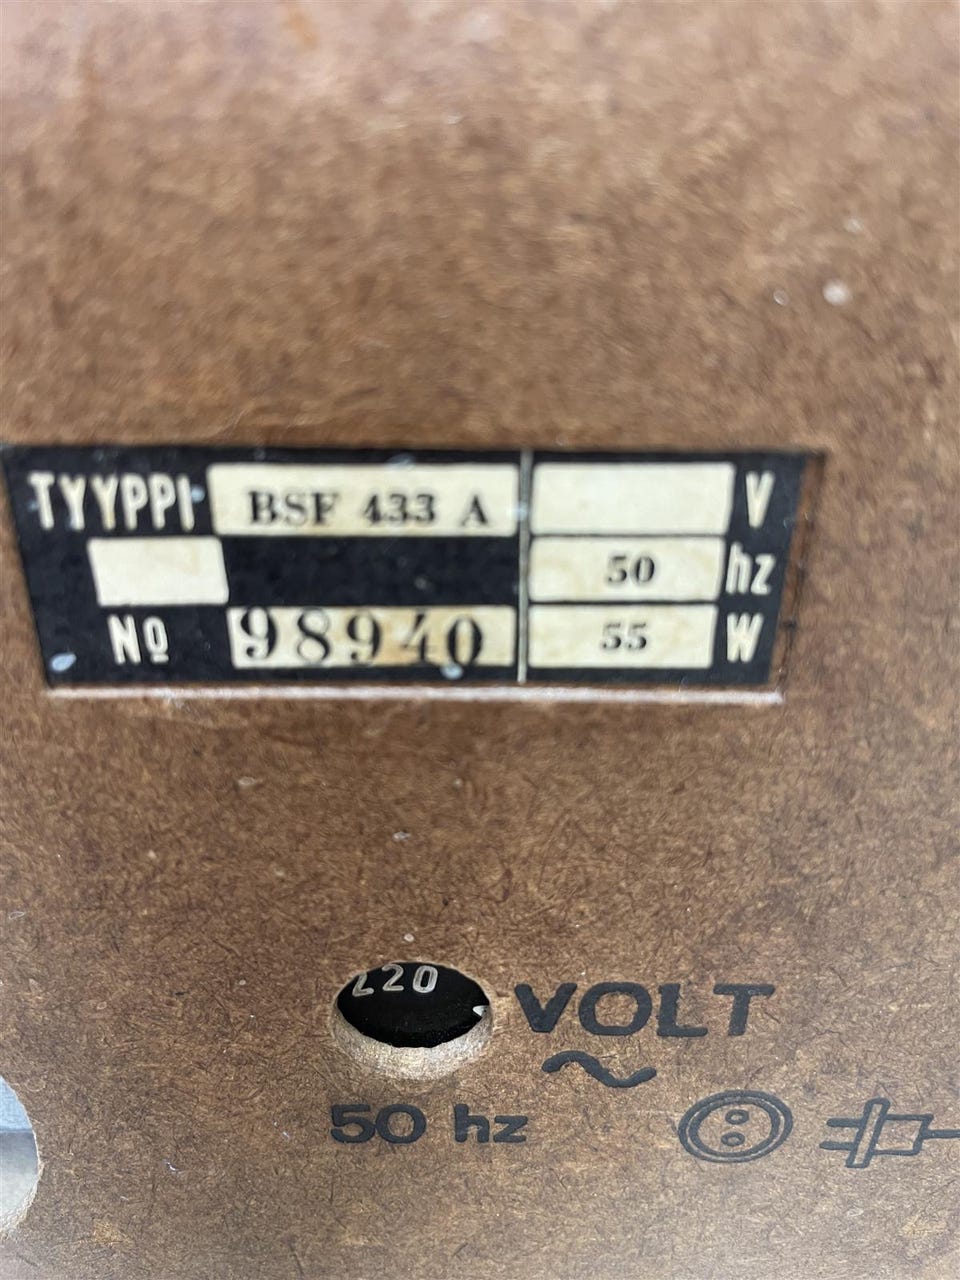 TYYPPI BSF 433 A V
50 hz
No 98940 55 W
220 VOLT
50 hz